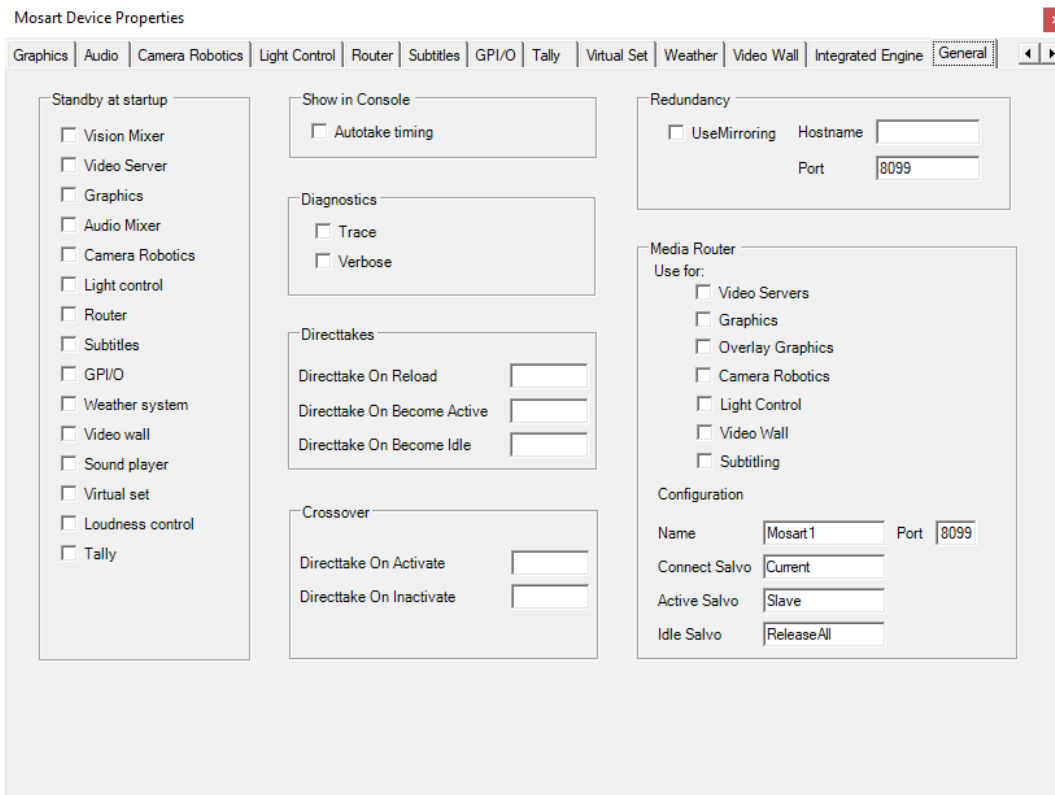 Mosart Device Properties
Graphics Audio Camera Robotics Light Control Router Subtitles GPI/O Tally Virtual Set Weather Video Wall Integrated Engine General
Standby at startup
Vision Mixer
Video Server
Graphics
Audio Mixer
Camera Robotics
Light control
Router
Subtitles
GPI/O
Weather system
Video wall
Sound player
Virtual set
Loudness control
Tally
Show in Console
Autotake timing
Diagnostics
Trace
Verbose
Directtakes
Directtake On Reload
Directtake On Become Active
Directtake On Become Idle
Crossover
Directtake On Activate
Directtake On Inactivate
Redundancy
UseMirroring Hostname
Port 8099
Media Router
Use for:
Video Servers
Graphics
Overlay Graphics
Camera Robotics
Light Control
Video Wall
Subtitling
Configuration
Name Mosart1 Port 8099
Connect Salvo Current
Active Salvo Slave
Idle Salvo ReleaseAll